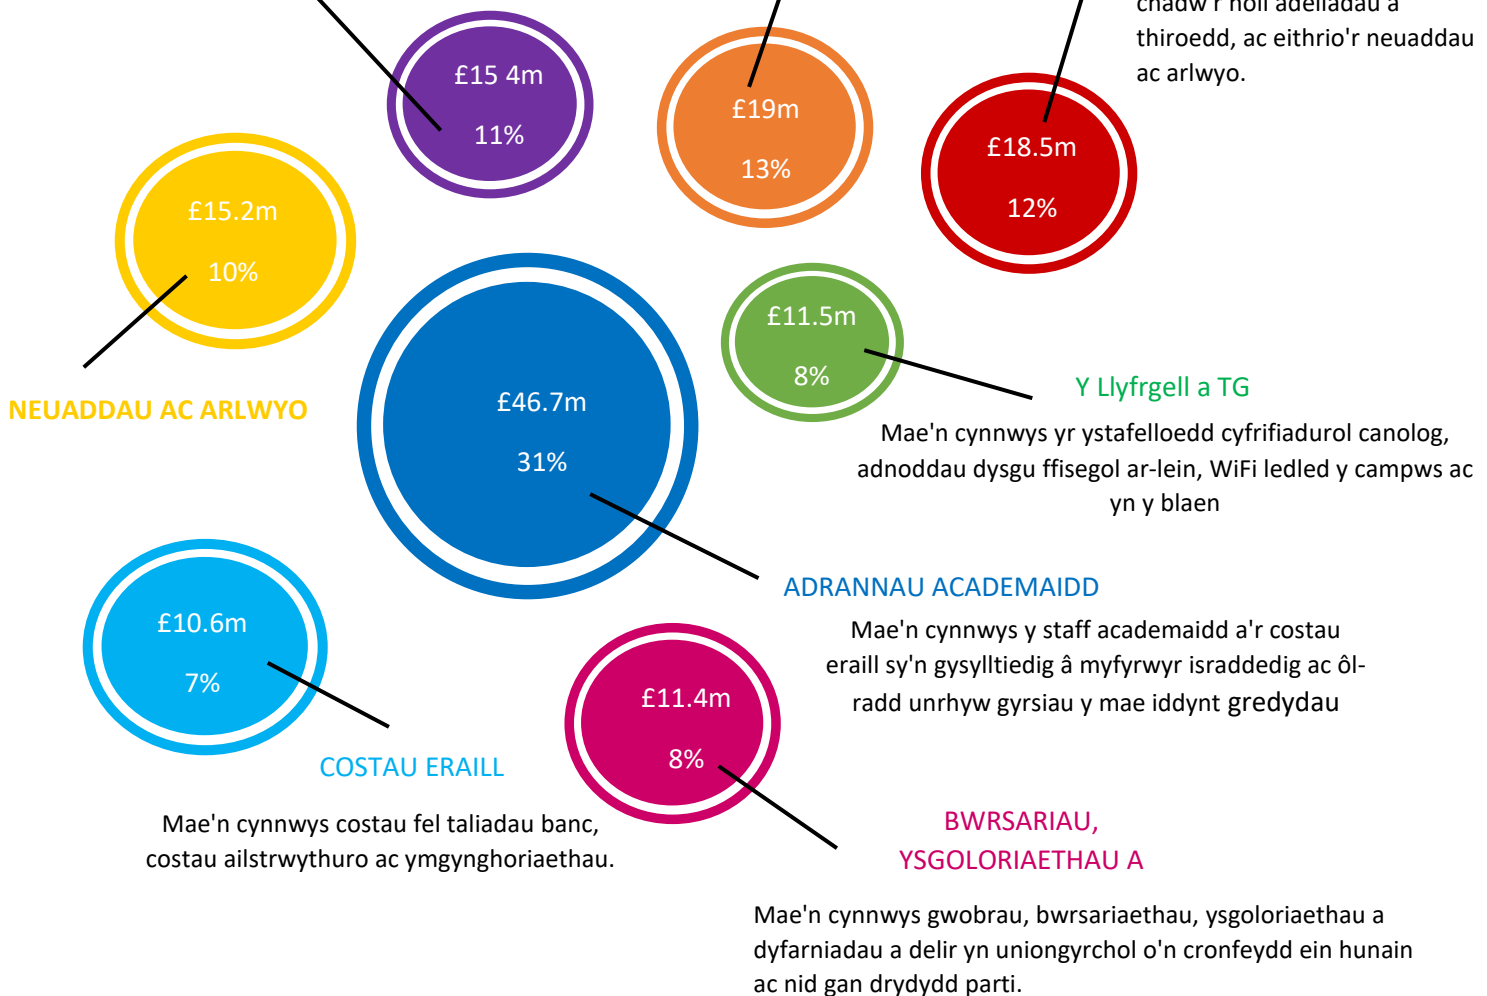 chadw'r holl adeiladau a
thiroedd, ac eithrio'r neuaddau
ac arlwyo.
£15 4m
11%
£19m
13%
£18.5m
12%
£15.2m
10%
NEUADDAU AC ARLWYO
£46.7m
31%
£11.5m
8%
Y Llyfrgell a TG
Mae'n cynnwys yr ystafelloedd cyfrifiadurol canolog,
adnoddau dysgu ffisegol ar-lein, WiFi ledled y campws ac
yn y blaen
ADRANNAU ACADEMAIDD
Mae'n cynnwys y staff academaidd a'r costau
eraill sy'n gysylltiedig â myfyrwyr israddedig ac ôl-
radd unrhyw gyrsiau y mae iddynt gredydau
£10.6m
7%
COSTAU ERAILL
Mae'n cynnwys costau fel taliadau banc,
costau ailstrwythuro ac ymgynghoriaethau.
£11.4m
8%
BWRSARIAU,
YSGOLORIAETHAU A
Mae'n cynnwys gwobrau, bwrsariaethau, ysgoloriaethau a
dyfarniadau a delir yn uniongyrchol o'n cronfeydd ein hunain
ac nid gan drydydd parti.